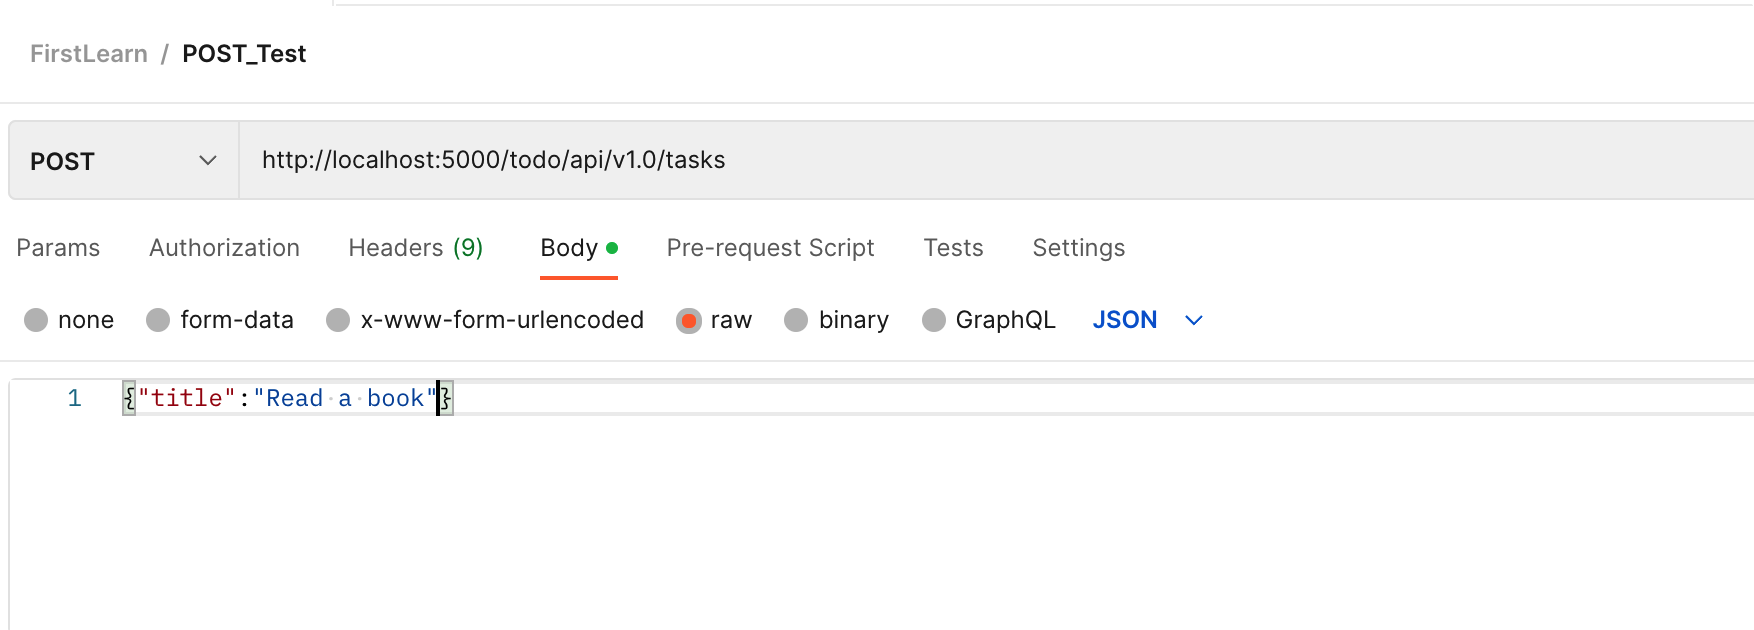 FirstLearn / POST_Test
POST http://localhost:5000/todo/api/v1.0/tasks
Params Authorization Headers (9) Body Pre-request Script Tests Settings
none form-data x-www-form-urlencoded raw binary GraphQL JSON
1 {"title":"Read a book"}